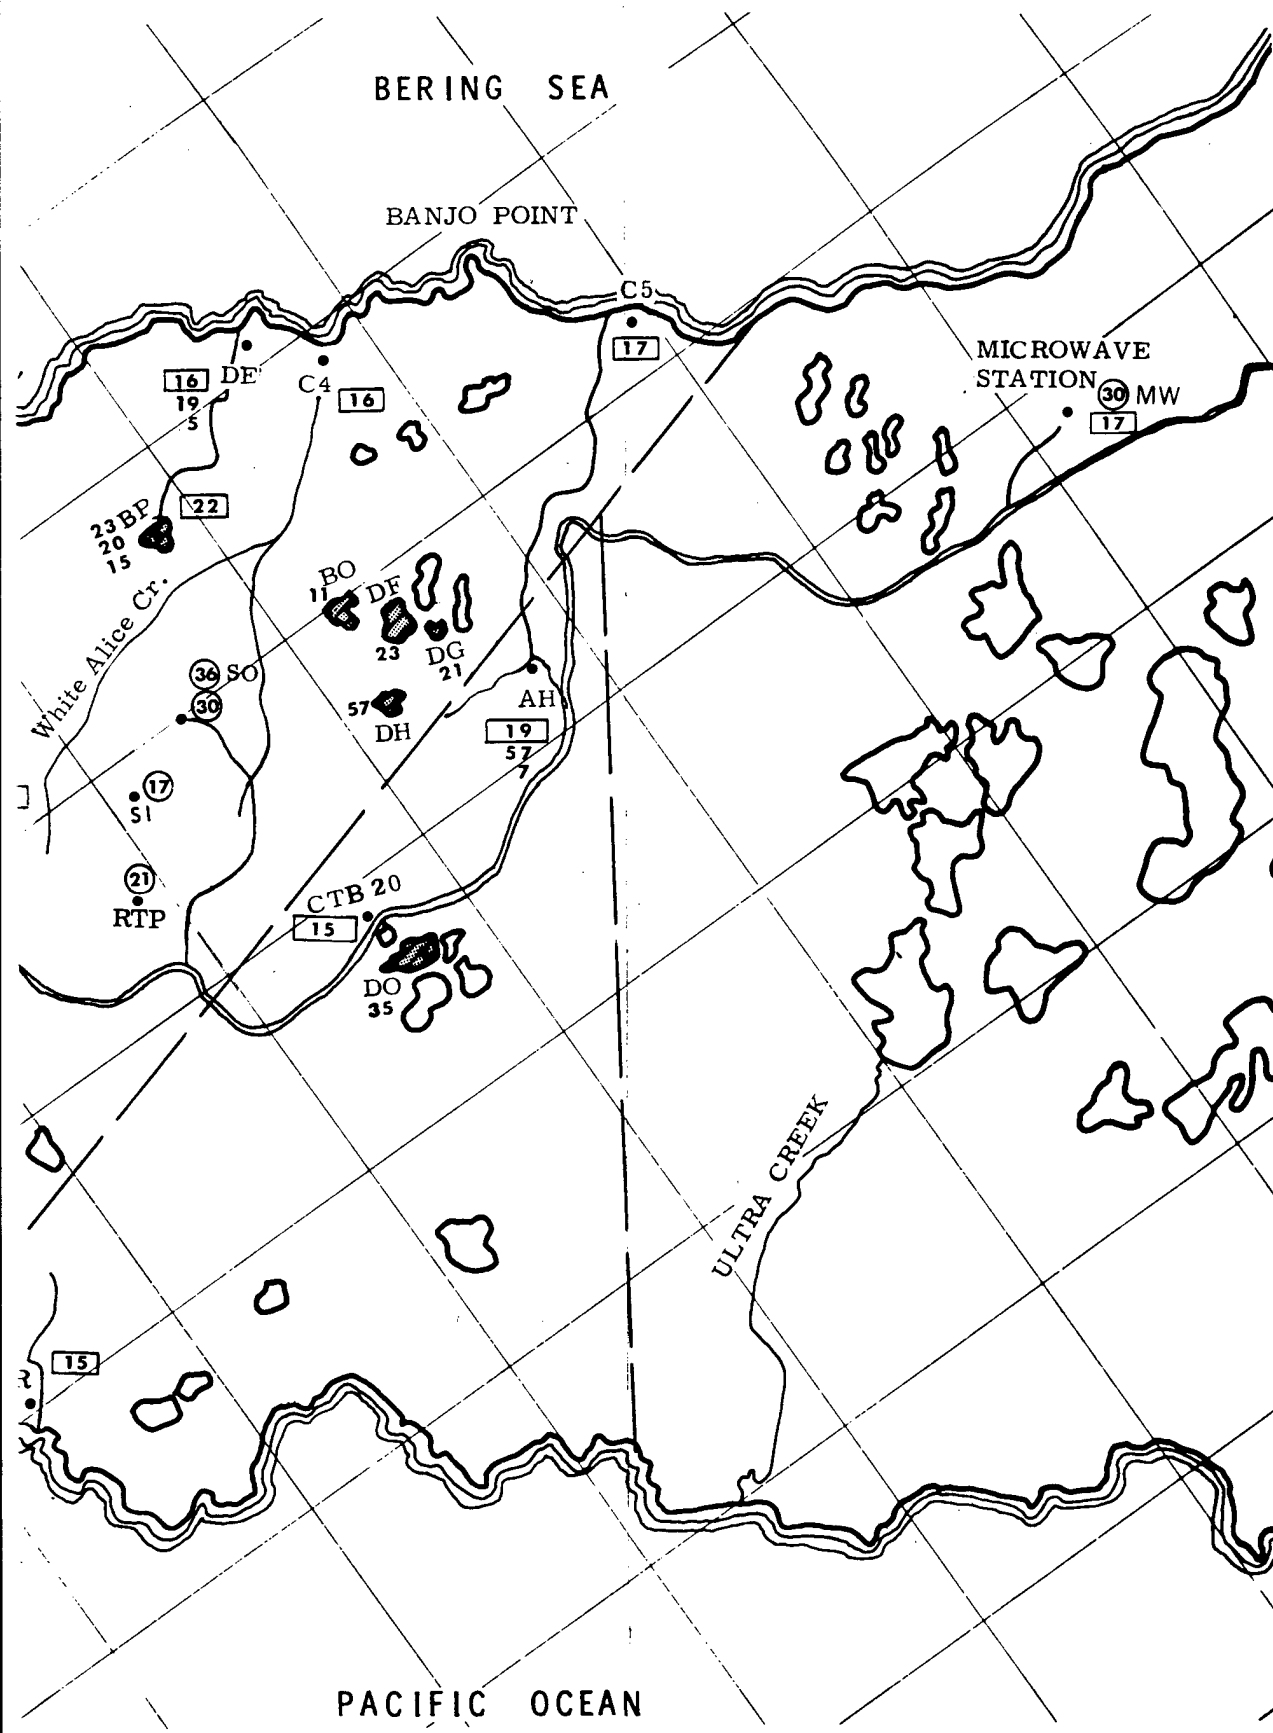 BERING SEA
BANJO POINT
C5
17
MICROWAVE
STATION
30 MW
17
16 DE
19
5
C4
16
22
23 BP
20
15
BO
11
DF
23
DG
21
White Alice Cr.
36 SO
30
57
DH
AH
19
57
7
17
SI
21
RTP
CTB 20
15
DO
35
ULTRA CREEK
15
PACIFIC OCEAN